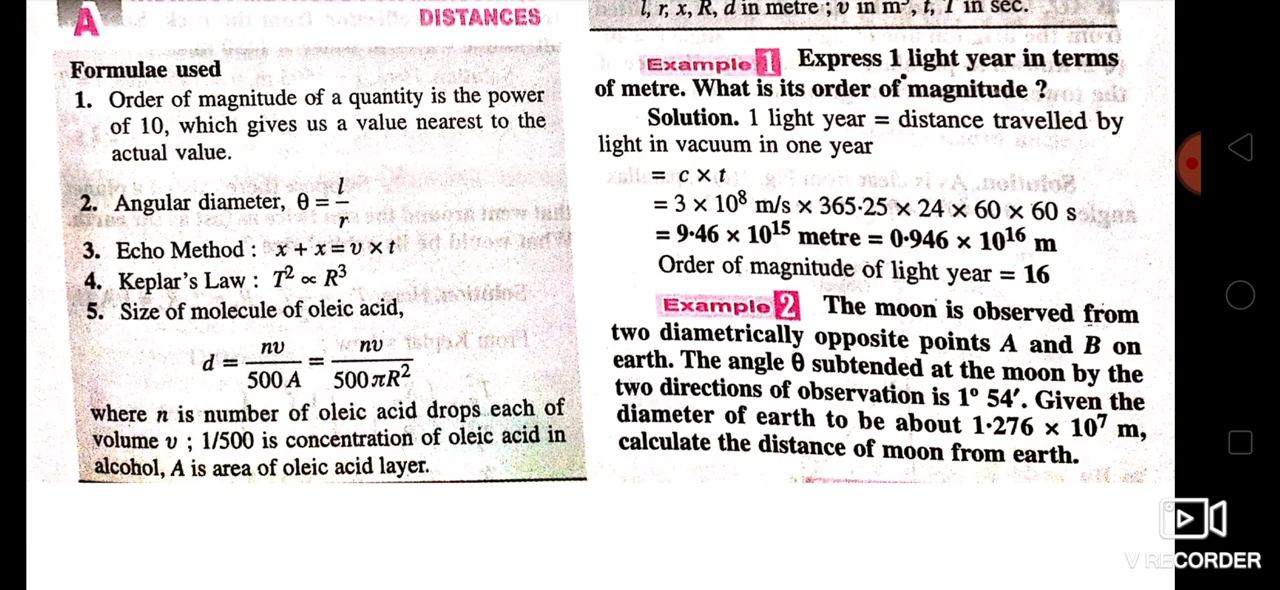 A
DISTANCES
Formulae used
1. Order of magnitude of a quantity is the power
of 10, which gives us a value nearest to the
actual value.
2. Angular diameter, θ = l/r
3. Echo Method : x + x = υ × t
4. Keplar's Law : T² ∝ R³
5. Size of molecule of oleic acid,
d = nυ/500 A = nυ/500 πR²
where n is number of oleic acid drops each of
volume υ ; 1/500 is concentration of oleic acid in
alcohol, A is area of oleic acid layer.
l, r, x, R, d in metre ; υ in m³, t, T in sec.
Example 1 Express 1 light year in terms
of metre. What is its order of magnitude ?
Solution. 1 light year = distance travelled by
light in vacuum in one year
= c × t
= 3 × 10⁸ m/s × 365·25 × 24 × 60 × 60 s
= 9·46 × 10¹⁵ metre = 0·946 × 10¹⁶ m
Order of magnitude of light year = 16
Example 2 The moon is observed from
two diametrically opposite points A and B on
earth. The angle θ subtended at the moon by the
two directions of observation is 1° 54′. Given the
diameter of earth to be about 1·276 × 10⁷ m,
calculate the distance of moon from earth.
V RECORDER